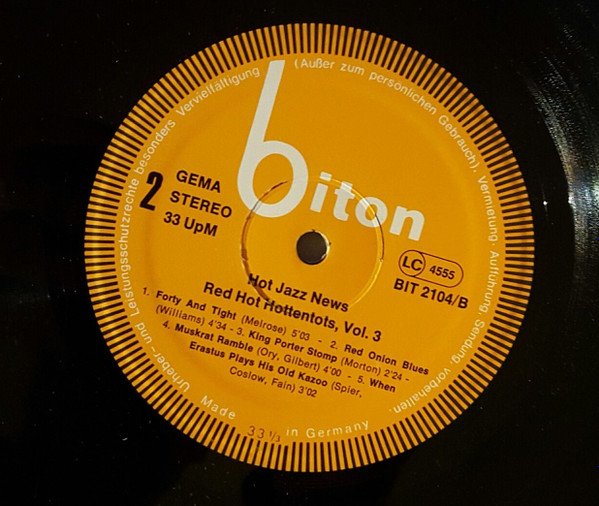 biton
2
GEMA
STEREO
33 UpM
LC 4555
BIT 2104/B
Hot Jazz News
Red Hot Hottentots, Vol. 3
1. Forty And Tight (Melrose) 5'03 - 2. Red Onion Blues
(Williams) 4'34 - 3. King Porter Stomp (Morton) 2'24 -
4. Muskrat Ramble (Ory, Gilbert) 4'00 - 5. When
Erastus Plays His Old Kazoo (Spier,
Coslow, Fain) 3'02
Urheber- und Leistungsschutzrechte besonders Vervielfältigung (Außer zum persönlichen Gebrauch), Vermietung, Aufführung, Sendung vorbehalten.
Made in Germany
33 1/3